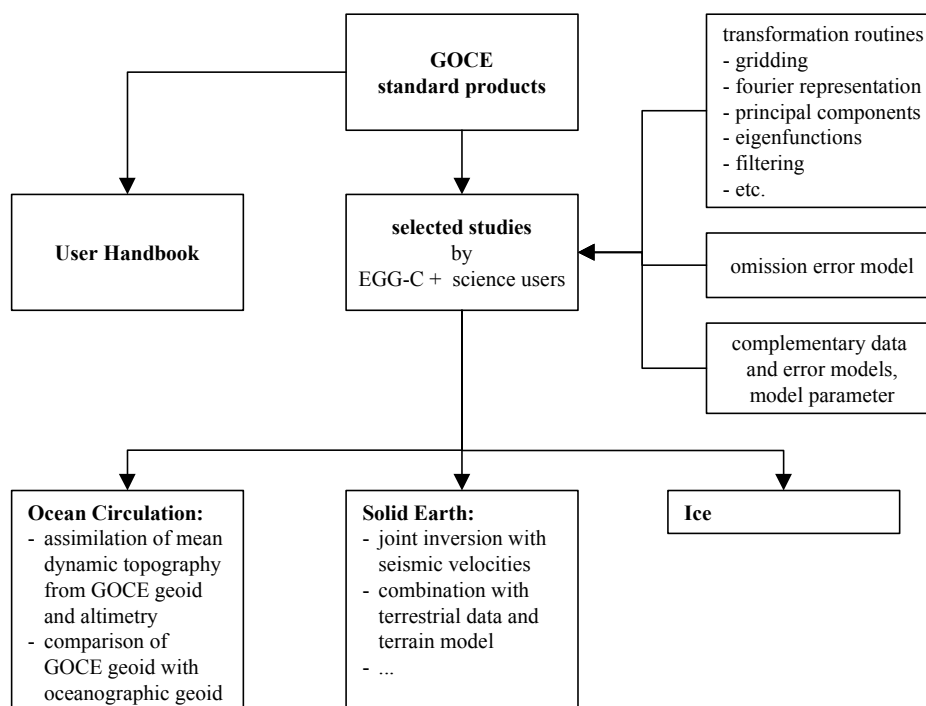 GOCE
standard products
transformation routines
- gridding
- fourier representation
- principal components
- eigenfunctions
- filtering
- etc.
User Handbook
selected studies
by
EGG-C + science users
omission error model
complementary data
and error models,
model parameter
Ocean Circulation:
- assimilation of mean
dynamic topography
from GOCE geoid
and altimetry
- comparison of
GOCE geoid with
oceanographic geoid
Solid Earth:
- joint inversion with
seismic velocities
- combination with
terrestrial data and
terrain model
- ...
Ice